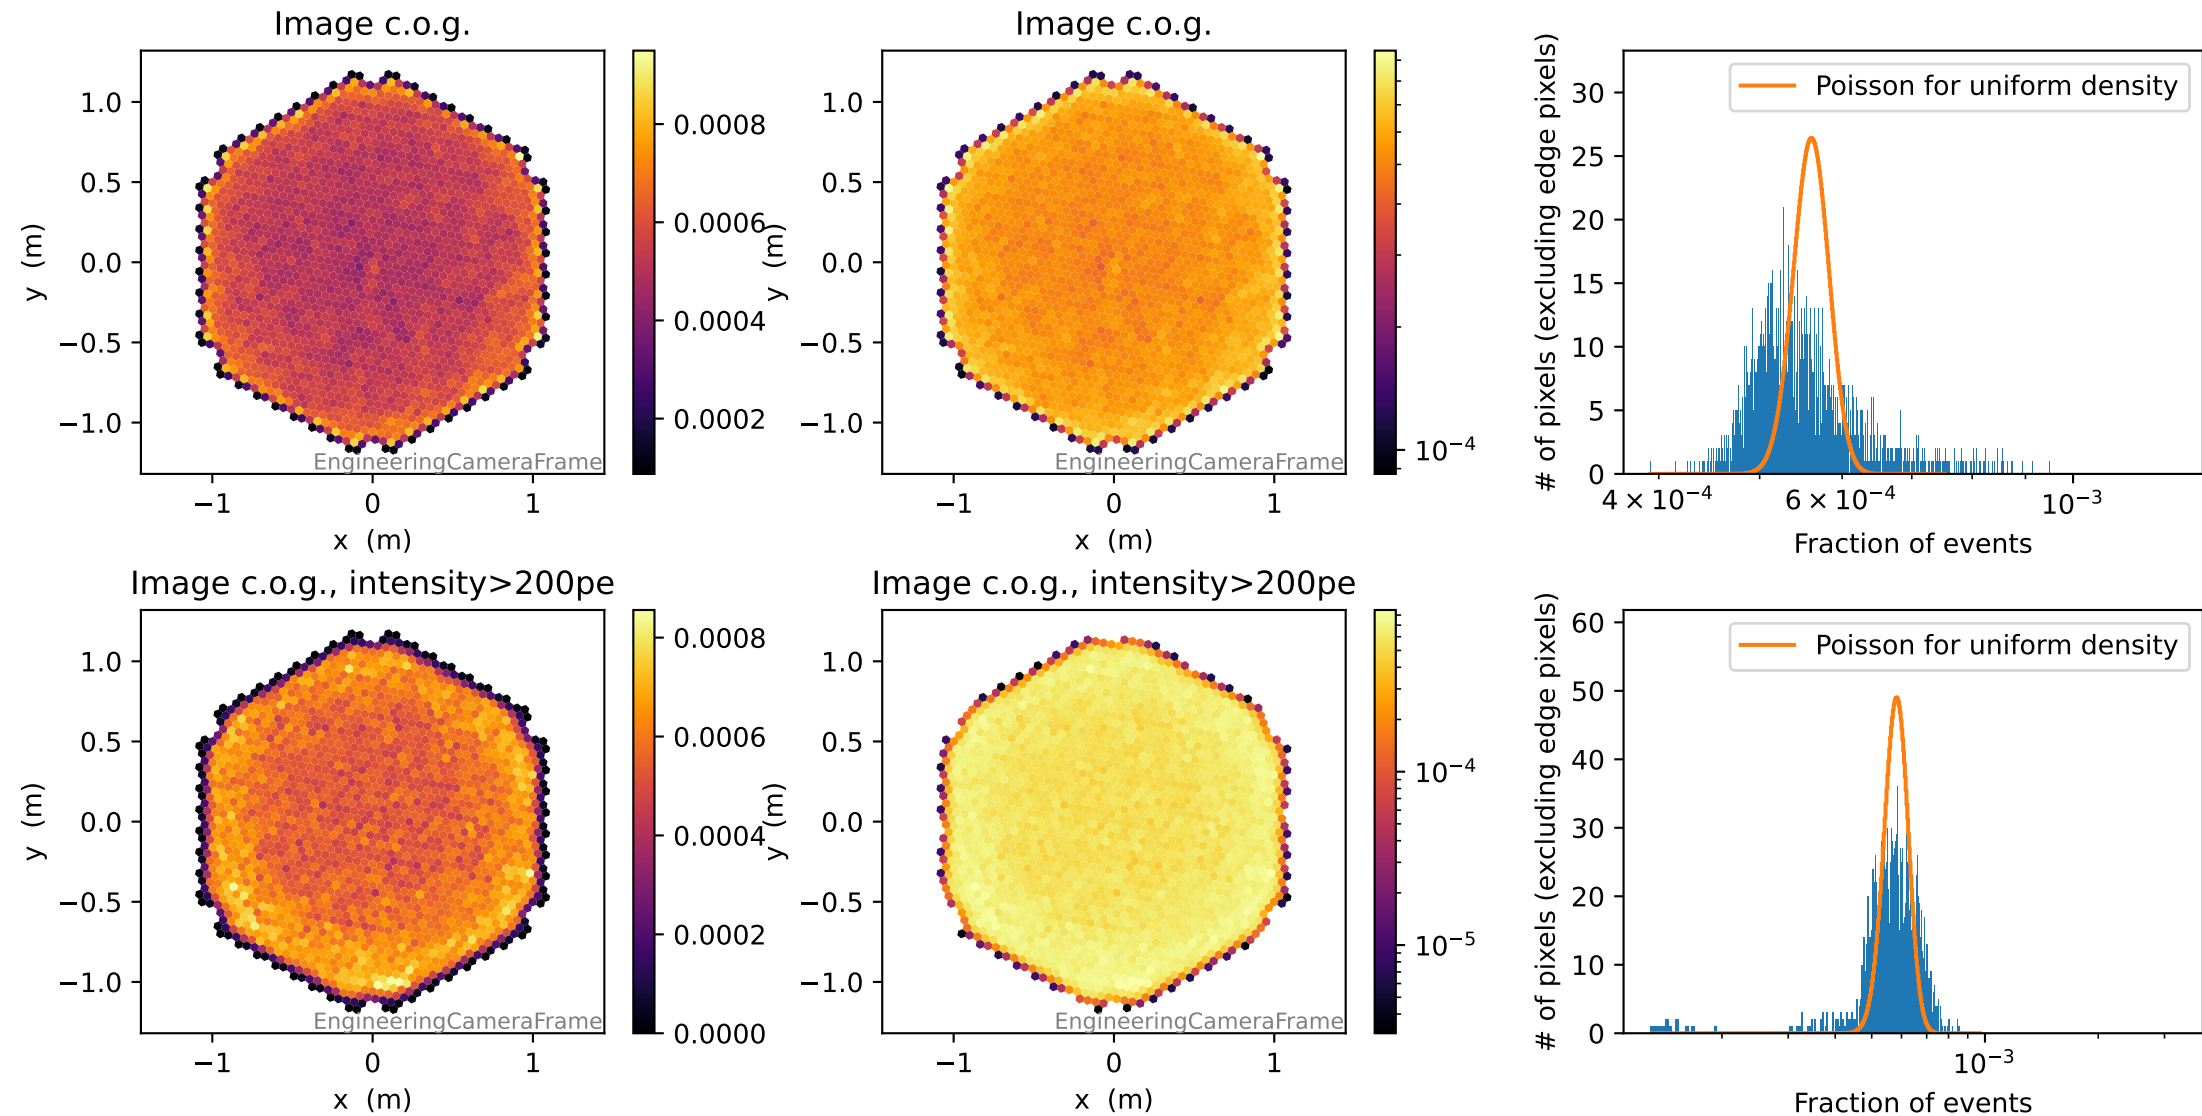 Image c.o.g.
1.0
0.5
0.0
−0.5
−1.0
y (m)
−1
0
1
x (m)
EngineeringCameraFrame
0.0008
0.0006
0.0004
0.0002
Image c.o.g.
1.0
0.5
0.0
−0.5
−1.0
y (m)
−1
0
1
x (m)
EngineeringCameraFrame
10⁻⁴
# of pixels (excluding edge pixels)
30
25
20
15
10
5
0
Poisson for uniform density
4 × 10⁻⁴
6 × 10⁻⁴
10⁻³
Fraction of events
Image c.o.g., intensity>200pe
1.0
0.5
0.0
−0.5
−1.0
y (m)
−1
0
1
x (m)
EngineeringCameraFrame
0.0008
0.0006
0.0004
0.0002
0.0000
Image c.o.g., intensity>200pe
1.0
0.5
0.0
−0.5
−1.0
y (m)
−1
0
1
x (m)
EngineeringCameraFrame
10⁻⁴
10⁻⁵
# of pixels (excluding edge pixels)
60
50
40
30
20
10
0
Poisson for uniform density
10⁻³
Fraction of events